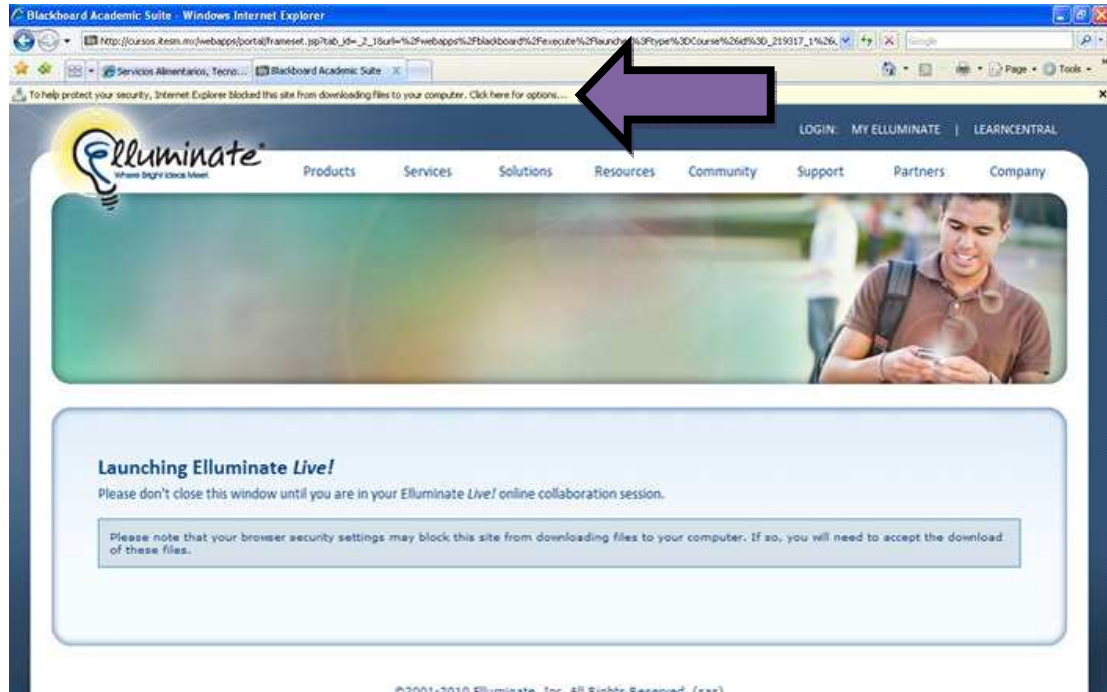 Blackboard Academic Suite - Windows Internet Explorer
Servicios Alimentarios, Tecno... Blackboard Academic Suite Page Tools
To help protect your security, Internet Explorer blocked this site from downloading files to your computer. Click here for options...
LOGIN: MY ELLUMINATE | LEARNCENTRAL
Elluminate®
Where Bright Ideas Meet.
Products Services Solutions Resources Community Support Partners Company
Launching Elluminate Live!
Please don't close this window until you are in your Elluminate Live! online collaboration session.
Please note that your browser security settings may block this site from downloading files to your computer. If so, you will need to accept the download
of these files.
©2001-2010 Elluminate, Inc. All Rights Reserved. (sas)